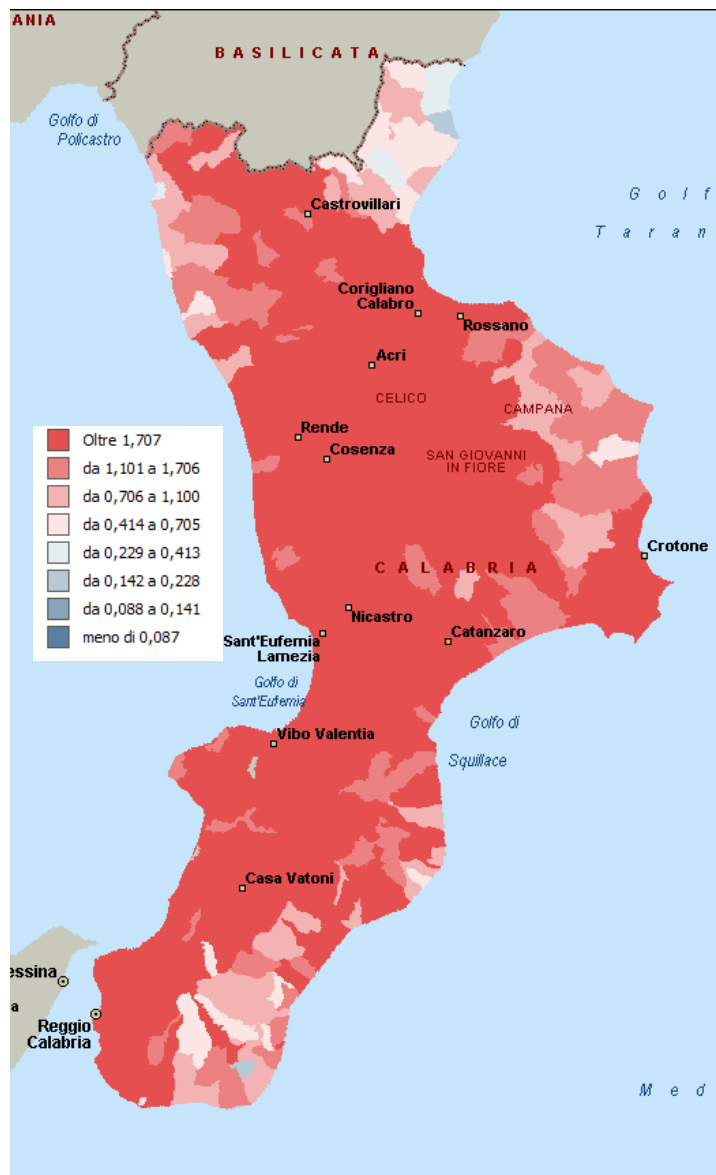 ANIA
BASILICATA
Golfo di
Policastro
Golf
Taran
Castrovillari
Corigliano
Calabro
Rossano
Acri
CELICO
CAMPANA
Rende
Cosenza
SAN GIOVANNI
IN FIORE
Oltre 1,707
da 1,101 a 1,706
da 0,706 a 1,100
da 0,414 a 0,705
da 0,229 a 0,413
da 0,142 a 0,228
da 0,088 a 0,141
meno di 0,087
Crotone
CALABRIA
Nicastro
Sant'Eufemia
Lamezia
Catanzaro
Golfo di
Sant'Eufemia
Golfo di
Squillace
Vibo Valentia
Casa Vatoni
essina
a
Reggio
Calabria
Med